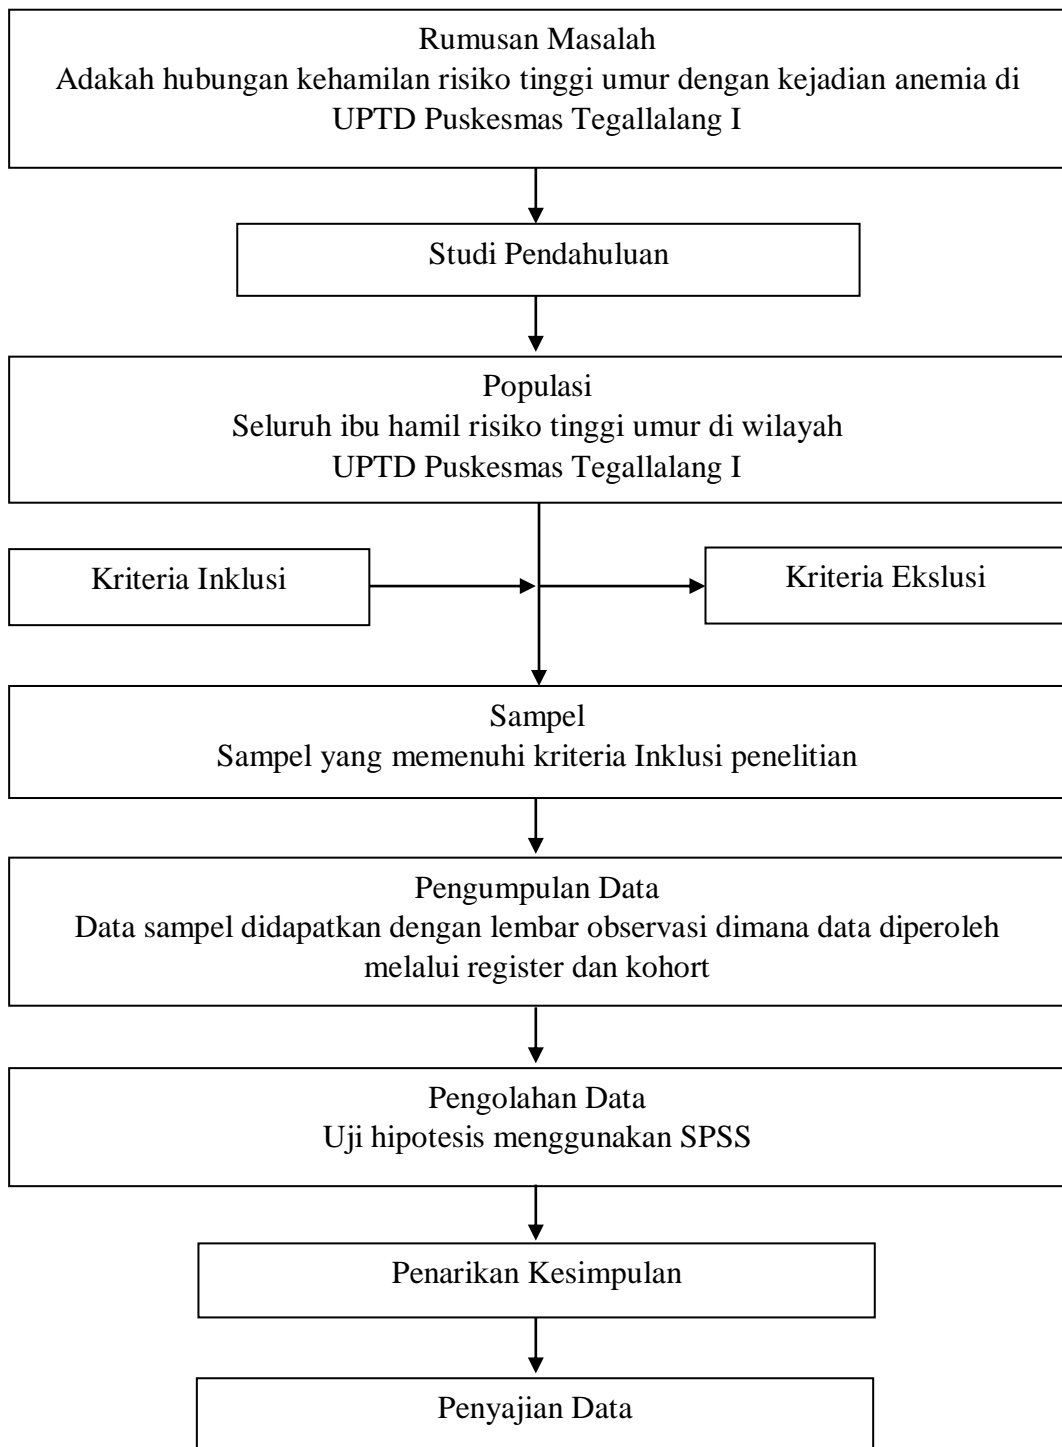 Rumusan Masalah
Adakah hubungan kehamilan risiko tinggi umur dengan kejadian anemia di
UPTD Puskesmas Tegallalang I
Studi Pendahuluan
Populasi
Seluruh ibu hamil risiko tinggi umur di wilayah
UPTD Puskesmas Tegallalang I
Kriteria Inklusi
Kriteria Ekslusi
Sampel
Sampel yang memenuhi kriteria Inklusi penelitian
Pengumpulan Data
Data sampel didapatkan dengan lembar observasi dimana data diperoleh
melalui register dan kohort
Pengolahan Data
Uji hipotesis menggunakan SPSS
Penarikan Kesimpulan
Penyajian Data